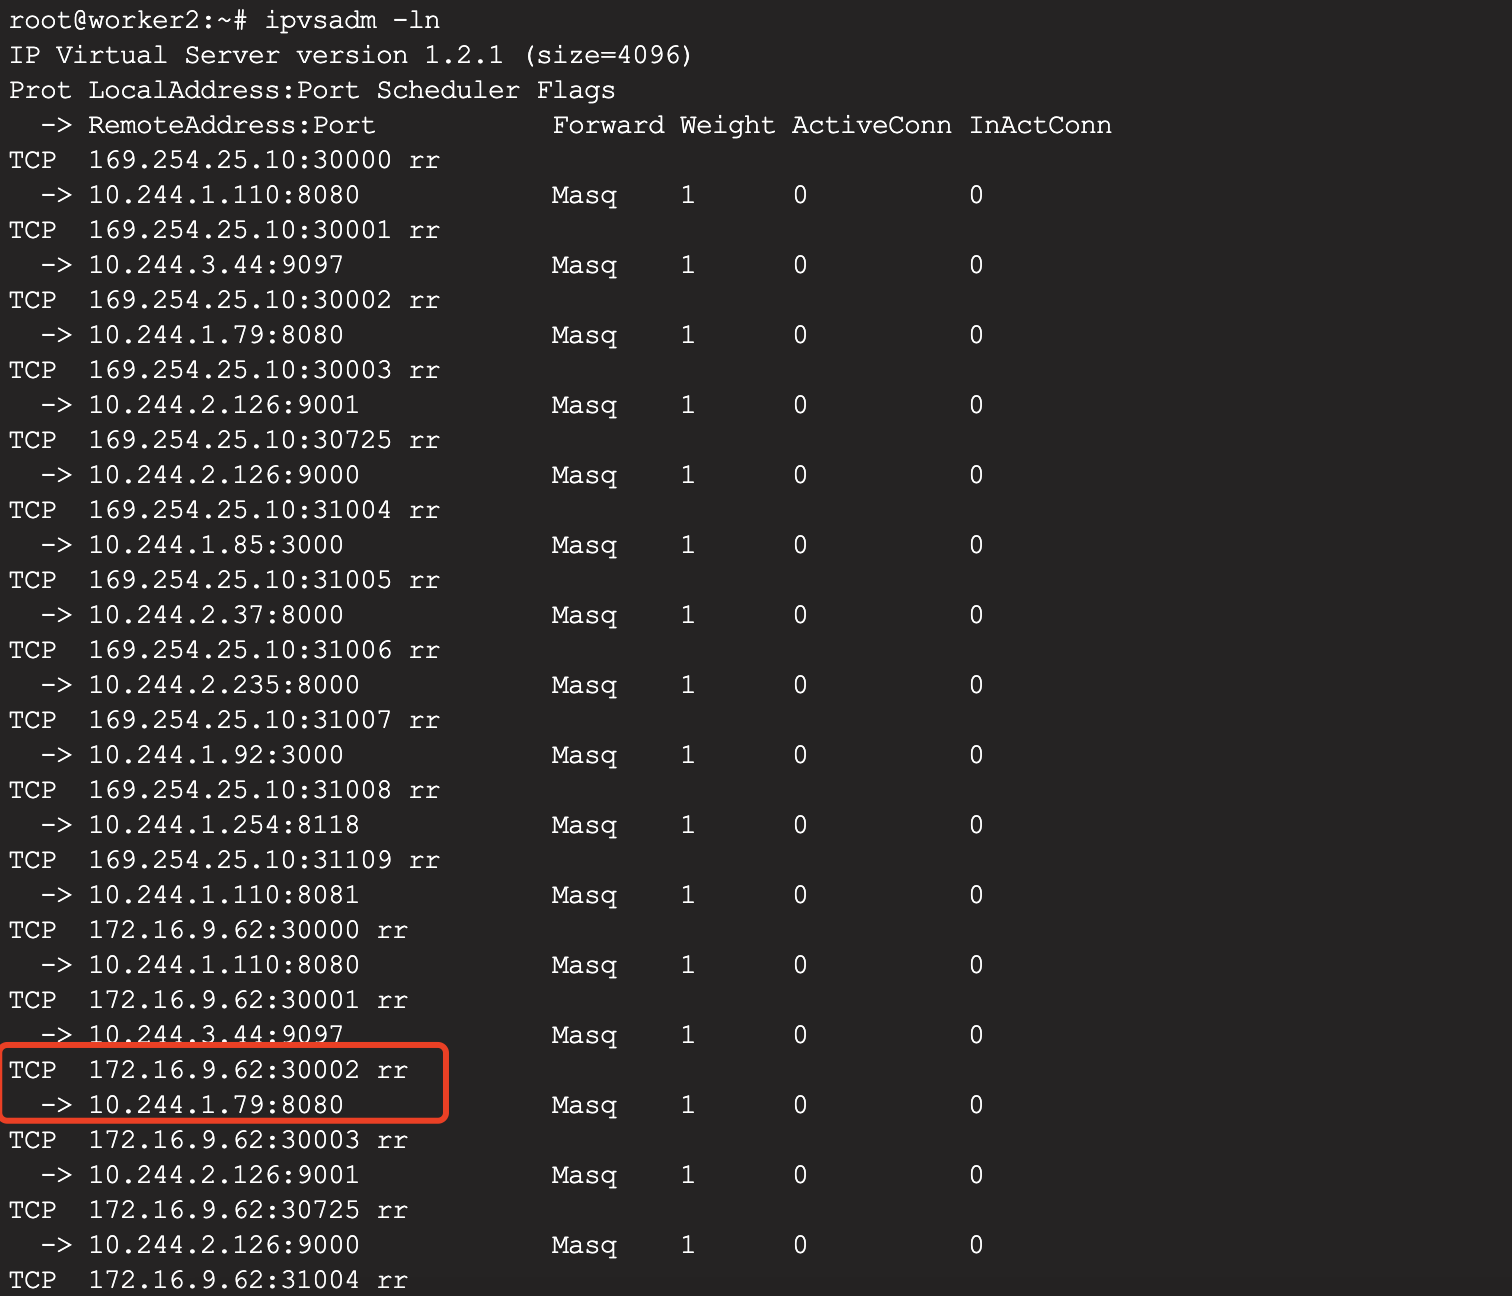 root@worker2:~# ipvsadm -ln
IP Virtual Server version 1.2.1 (size=4096)
Prot LocalAddress:Port Scheduler Flags
  -> RemoteAddress:Port           Forward Weight ActiveConn InActConn
TCP  169.254.25.10:30000 rr
  -> 10.244.1.110:8080            Masq    1      0          0
TCP  169.254.25.10:30001 rr
  -> 10.244.3.44:9097             Masq    1      0          0
TCP  169.254.25.10:30002 rr
  -> 10.244.1.79:8080             Masq    1      0          0
TCP  169.254.25.10:30003 rr
  -> 10.244.2.126:9001            Masq    1      0          0
TCP  169.254.25.10:30725 rr
  -> 10.244.2.126:9000            Masq    1      0          0
TCP  169.254.25.10:31004 rr
  -> 10.244.1.85:3000             Masq    1      0          0
TCP  169.254.25.10:31005 rr
  -> 10.244.2.37:8000             Masq    1      0          0
TCP  169.254.25.10:31006 rr
  -> 10.244.2.235:8000            Masq    1      0          0
TCP  169.254.25.10:31007 rr
  -> 10.244.1.92:3000             Masq    1      0          0
TCP  169.254.25.10:31008 rr
  -> 10.244.1.254:8118            Masq    1      0          0
TCP  169.254.25.10:31109 rr
  -> 10.244.1.110:8081            Masq    1      0          0
TCP  172.16.9.62:30000 rr
  -> 10.244.1.110:8080            Masq    1      0          0
TCP  172.16.9.62:30001 rr
  -> 10.244.3.44:9097             Masq    1      0          0
TCP  172.16.9.62:30002 rr
  -> 10.244.1.79:8080             Masq    1      0          0
TCP  172.16.9.62:30003 rr
  -> 10.244.2.126:9001            Masq    1      0          0
TCP  172.16.9.62:30725 rr
  -> 10.244.2.126:9000            Masq    1      0          0
TCP  172.16.9.62:31004 rr